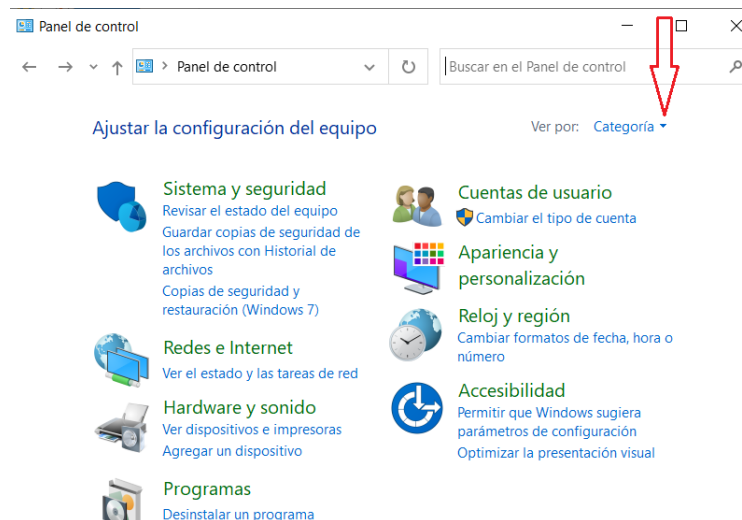 Panel de control
Panel de control
Buscar en el Panel de control
Ajustar la configuración del equipo
Ver por: Categoría
Sistema y seguridad
Revisar el estado del equipo
Guardar copias de seguridad de
los archivos con Historial de
archivos
Copias de seguridad y
restauración (Windows 7)
Redes e Internet
Ver el estado y las tareas de red
Hardware y sonido
Ver dispositivos e impresoras
Agregar un dispositivo
Programas
Desinstalar un programa
Cuentas de usuario
Cambiar el tipo de cuenta
Apariencia y
personalización
Reloj y región
Cambiar formatos de fecha, hora o
número
Accesibilidad
Permitir que Windows sugiera
parámetros de configuración
Optimizar la presentación visual